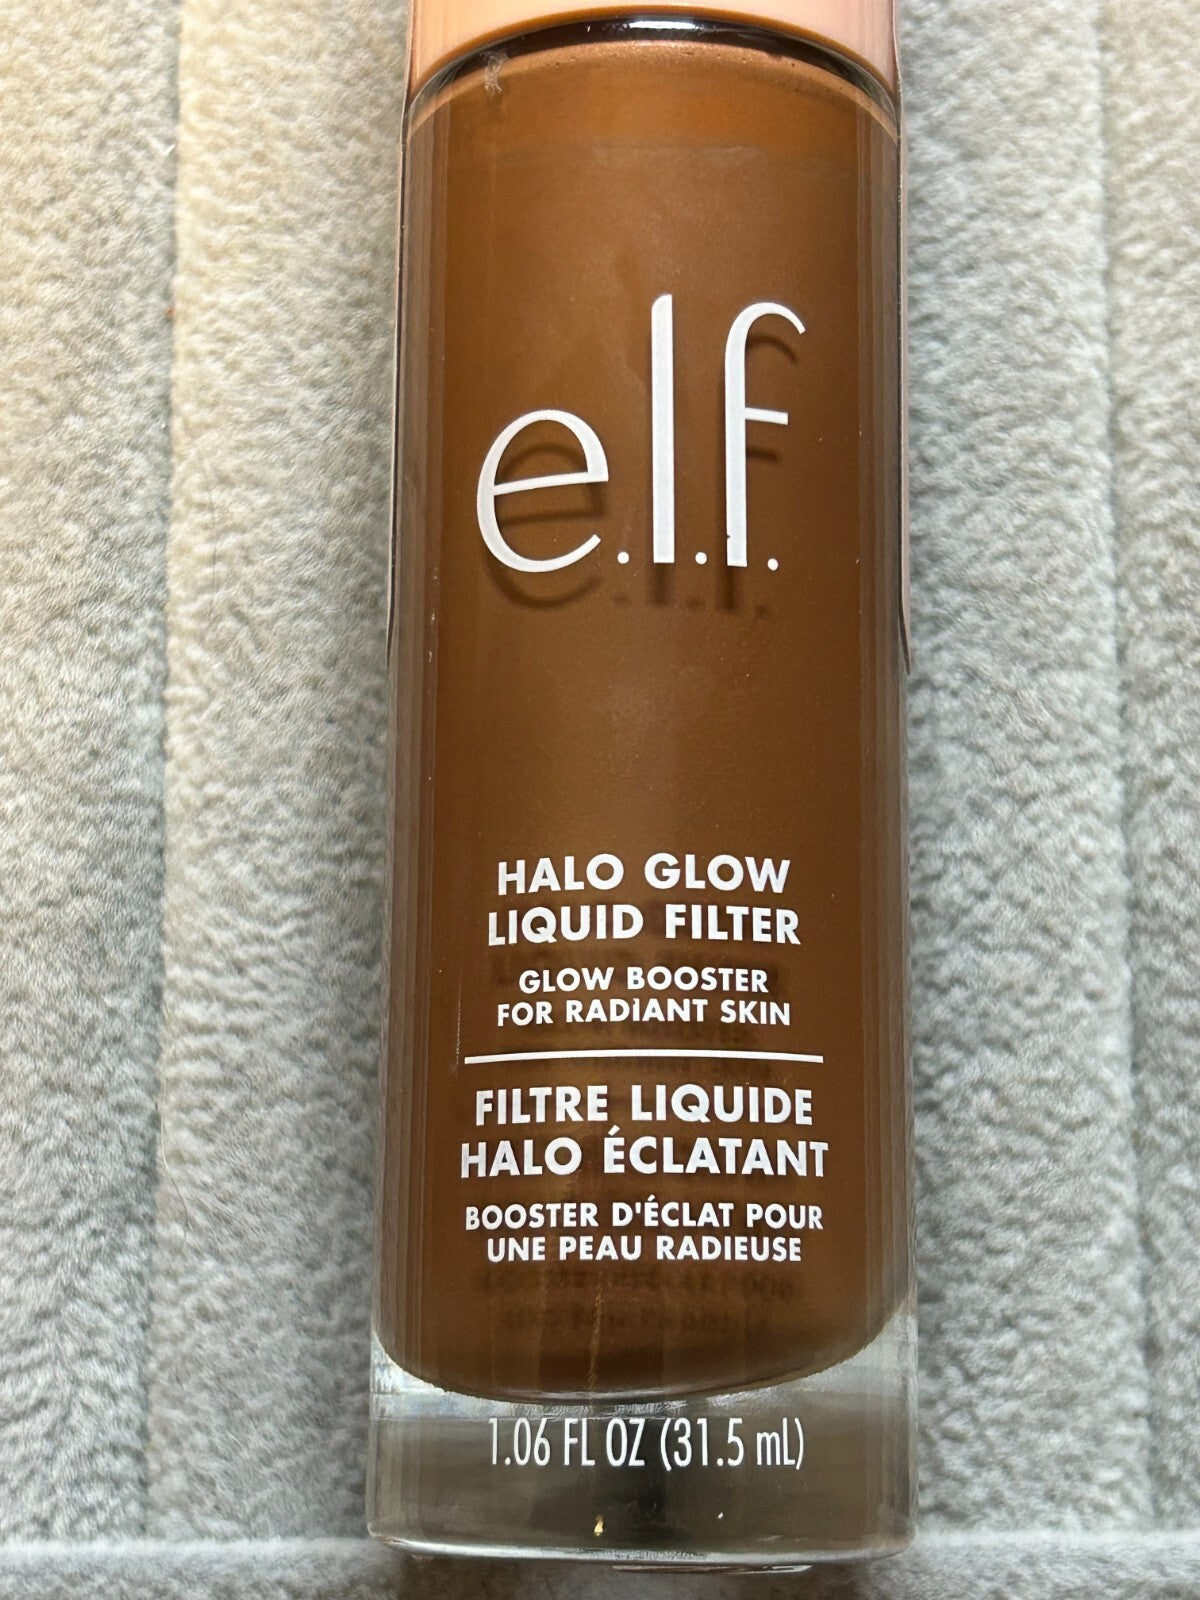 e.l.f.
HALO GLOW
LIQUID FILTER
GLOW BOOSTER
FOR RADIANT SKIN
FILTRE LIQUIDE
HALO ÉCLATANT
BOOSTER D'ÉCLAT POUR
UNE PEAU RADIEUSE
1.06 FL OZ (31.5 mL)